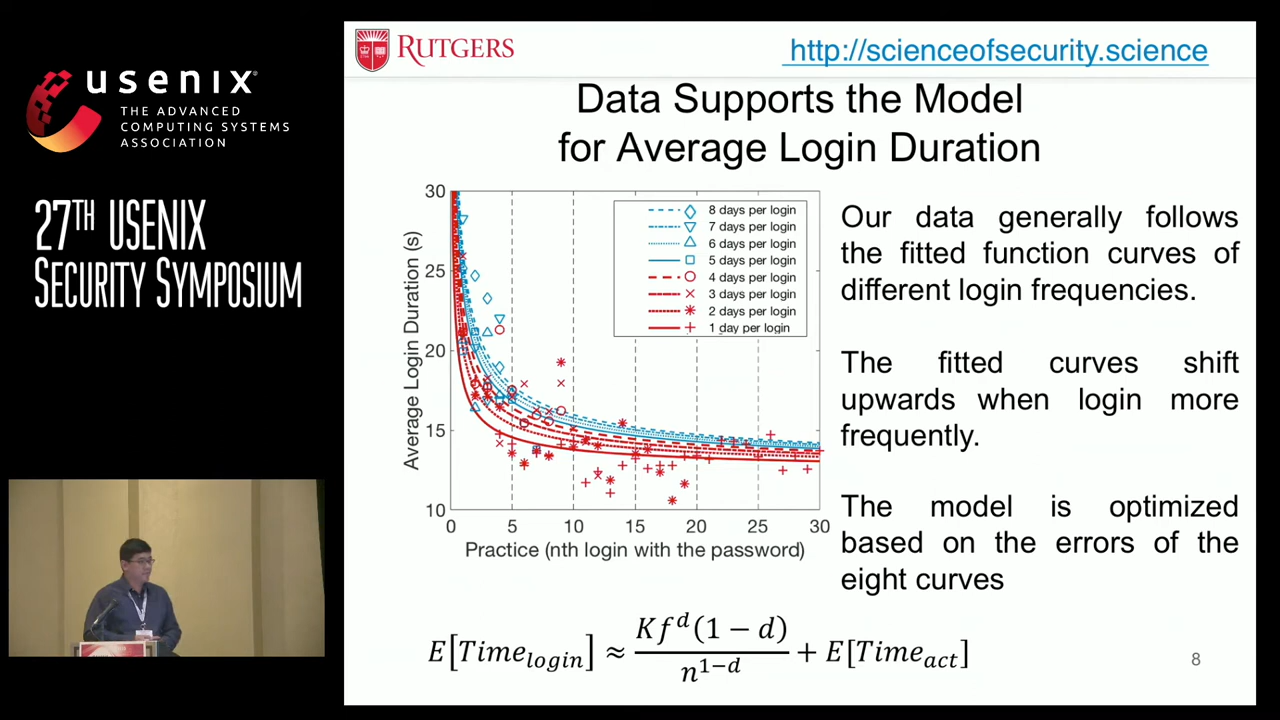 usenix
THE ADVANCED
COMPUTING SYSTEMS
ASSOCIATION
27TH USENIX
SECURITY SYMPOSIUM
RUTGERS
http://scienceofsecurity.science
Data Supports the Model
for Average Login Duration
Average Login Duration (s)
30
25
20
15
10
0 5 10 15 20 25 30
Practice (nth login with the password)
8 days per login
7 days per login
6 days per login
5 days per login
4 days per login
3 days per login
2 days per login
1 day per login
Our data generally follows
the fitted function curves of
different login frequencies.
The fitted curves shift
upwards when login more
frequently.
The model is optimized
based on the errors of the
eight curves
E[Time_login] ≈ Kf^d(1 − d) / n^(1−d) + E[Time_act]
8